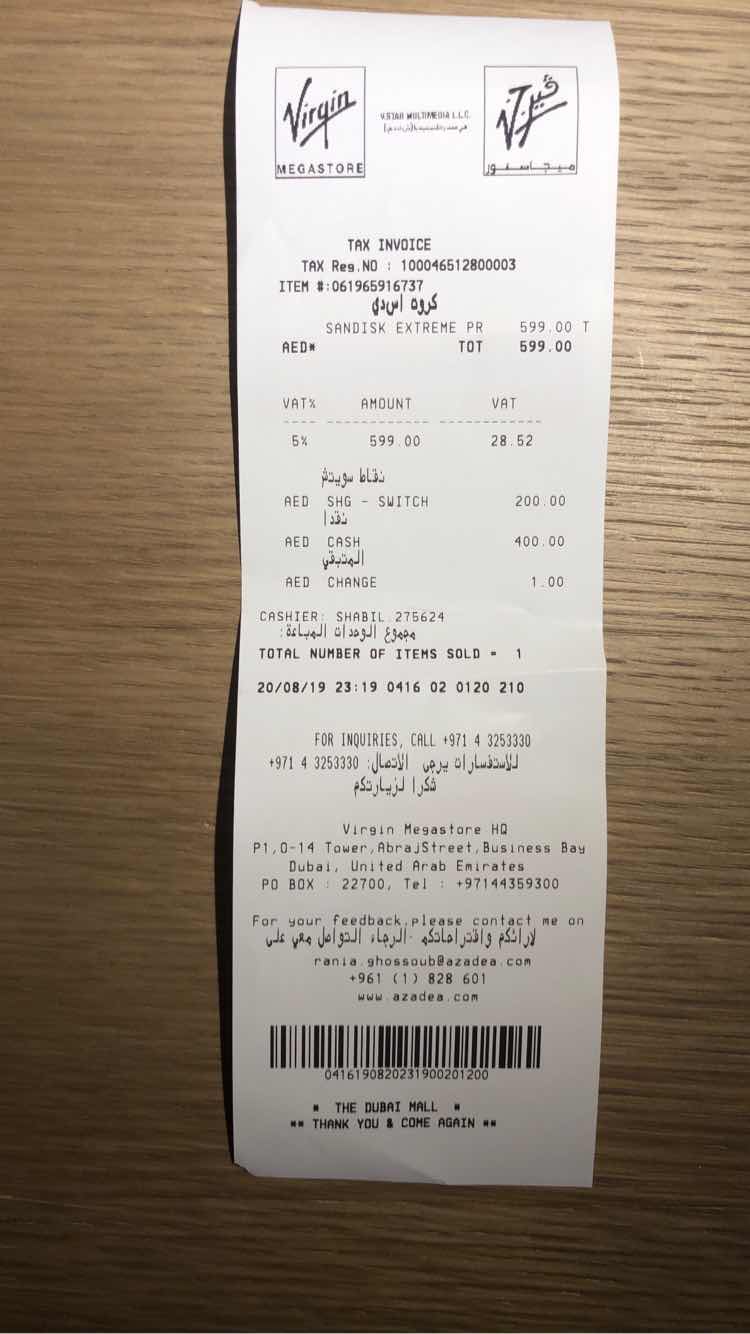 Virgin
MEGASTORE
V.STAR MULTIMEDIA L.L.C.
ڤيرجن
ميجاستور
TAX INVOICE
TAX Reg.NO : 100046512800003
ITEM #:061965916737
كروه اس دي
SANDISK EXTREME PR 599.00 T
AED* TOT 599.00
VAT% AMOUNT VAT
---- ------------ ------------
5% 599.00 28.52
نقاط سويتش
AED SHG - SWITCH 200.00
نقدا
AED CASH 400.00
المتبقي
AED CHANGE 1.00
CASHIER: SHABIL.275624
مجموع الوحدات المباعة:
TOTAL NUMBER OF ITEMS SOLD = 1
20/08/19 23:19 0416 02 0120 210
FOR INQUIRIES, CALL +971 4 3253330
للاستفسارات يرجى الاتصال: 3253330 4 971+
شكرا لزيارتكم
Virgin Megastore HQ
P1,O-14 Tower,AbrajStreet,Business Bay
Dubai, United Arab Emirates
PO BOX : 22700, Tel : +97144359300
For your feedback,please contact me on
لارائكم واقتراحاتكم -الرجاء التواصل معي على
rania.ghossoub@azadea.com
+961 (1) 828 601
www.azadea.com
0416190820231900201200
* THE DUBAI MALL *
** THANK YOU & COME AGAIN **